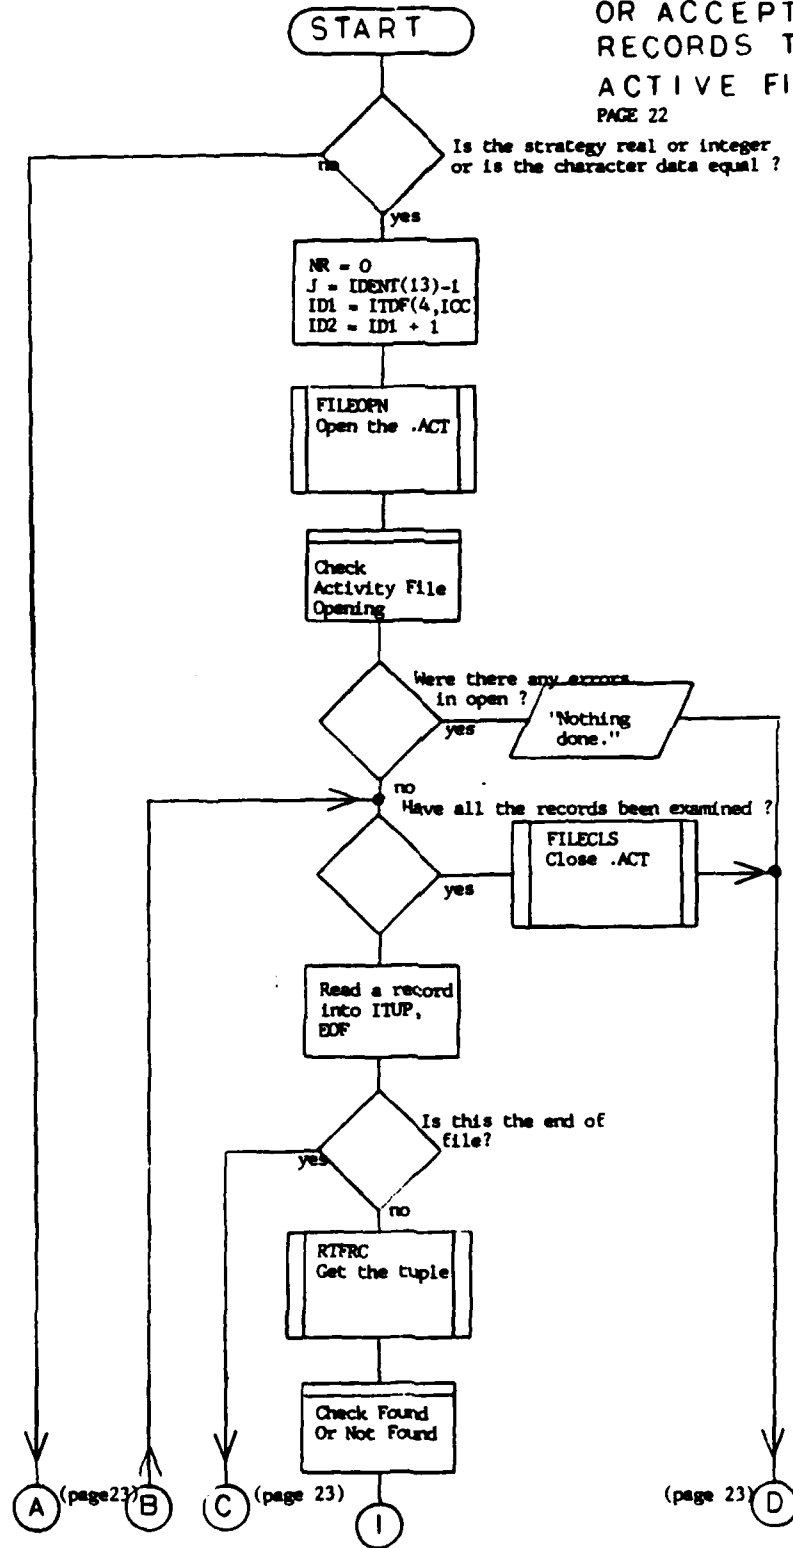 START
OR ACCEPT
RECORDS T
ACTIVE FI
PAGE 22
Is the strategy real or integer
or is the character data equal ?
no
yes
NR = 0
J = IDENT(13)-1
ID1 = ITDF(4,ICC
ID2 = ID1 + 1
FILEOPN
Open the .ACT
Check
Activity File
Opening
Were there any errors
in open ?
yes
"Nothing
done."
no
Have all the records been examined ?
FILECLS
Close .ACT
yes
Read a record
into ITUP,
EOF
Is this the end of
file?
yes
no
RTFRC
Get the tuple
Check Found
Or Not Found
A
(page23)
B
C
(page 23)
1
(page 23)
D